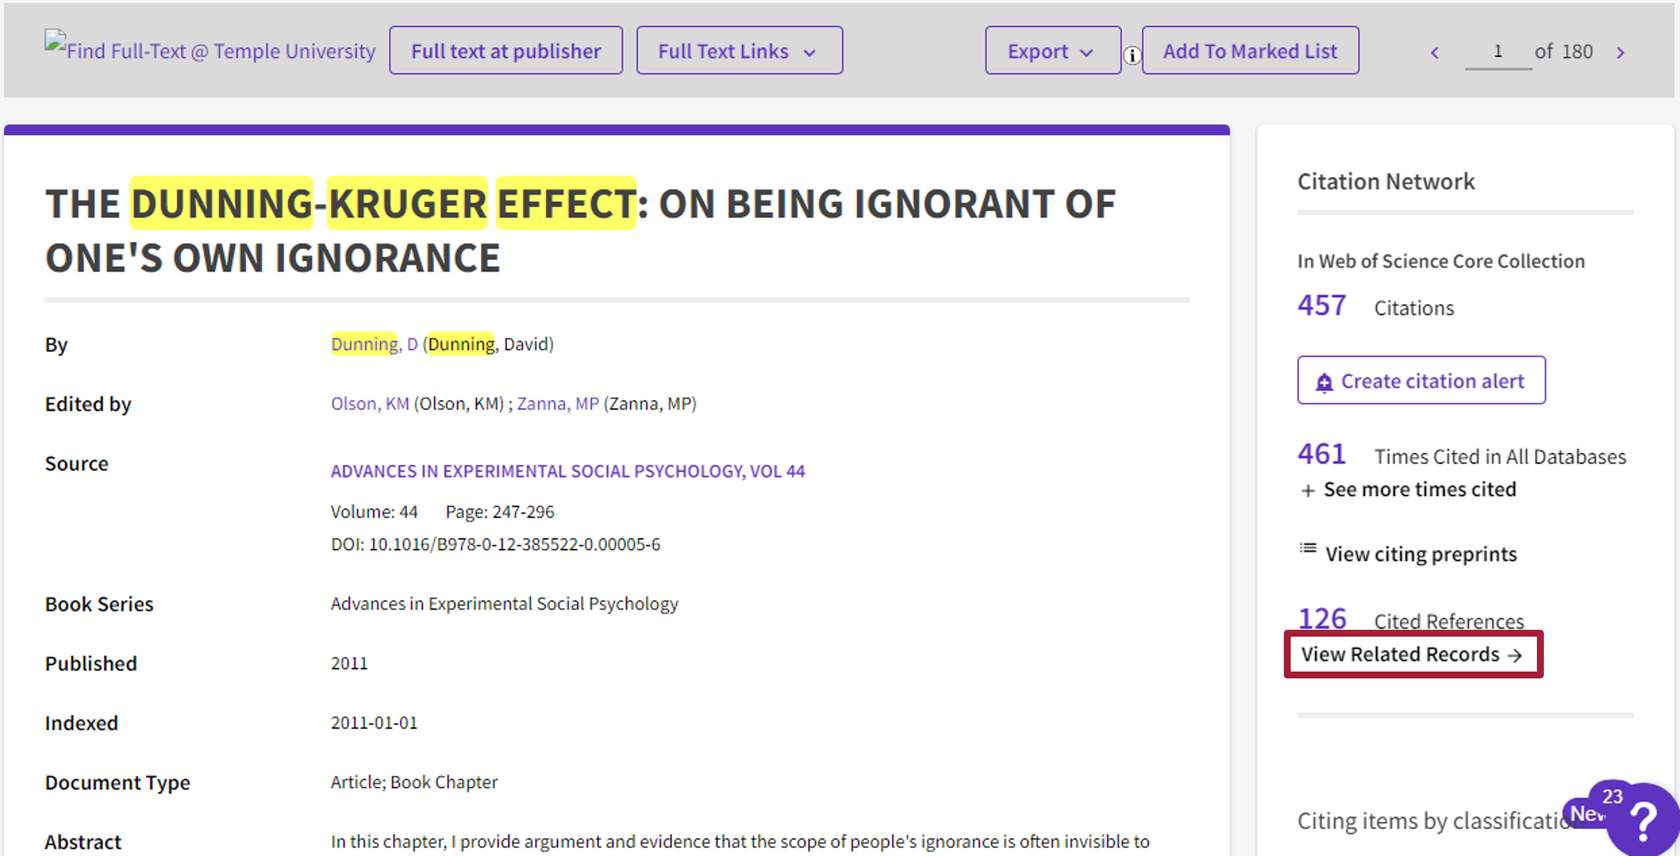 Find Full-Text @ Temple University
Full text at publisher
Full Text Links
Export
i
Add To Marked List
1 of 180
THE DUNNING-KRUGER EFFECT: ON BEING IGNORANT OF
ONE'S OWN IGNORANCE
By
Dunning, D (Dunning, David)
Edited by
Olson, KM (Olson, KM) ; Zanna, MP (Zanna, MP)
Source
ADVANCES IN EXPERIMENTAL SOCIAL PSYCHOLOGY, VOL 44
Volume: 44 Page: 247-296
DOI: 10.1016/B978-0-12-385522-0.00005-6
Book Series
Advances in Experimental Social Psychology
Published
2011
Indexed
2011-01-01
Document Type
Article; Book Chapter
Abstract
In this chapter, I provide argument and evidence that the scope of people's ignorance is often invisible to
Citation Network
In Web of Science Core Collection
457 Citations
Create citation alert
461 Times Cited in All Databases
+ See more times cited
View citing preprints
126 Cited References
View Related Records →
Citing items by
23
?